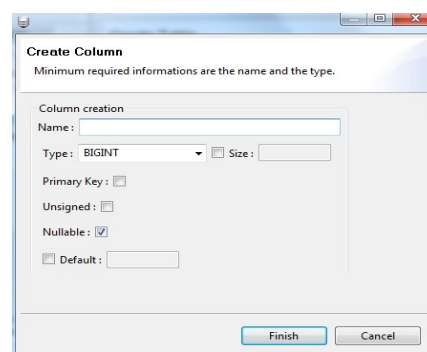 Create Column
Minimum required informations are the name and the type.
Column creation
Name :
Type : BIGINT Size :
Primary Key :
Unsigned :
Nullable :
Default :
Finish Cancel